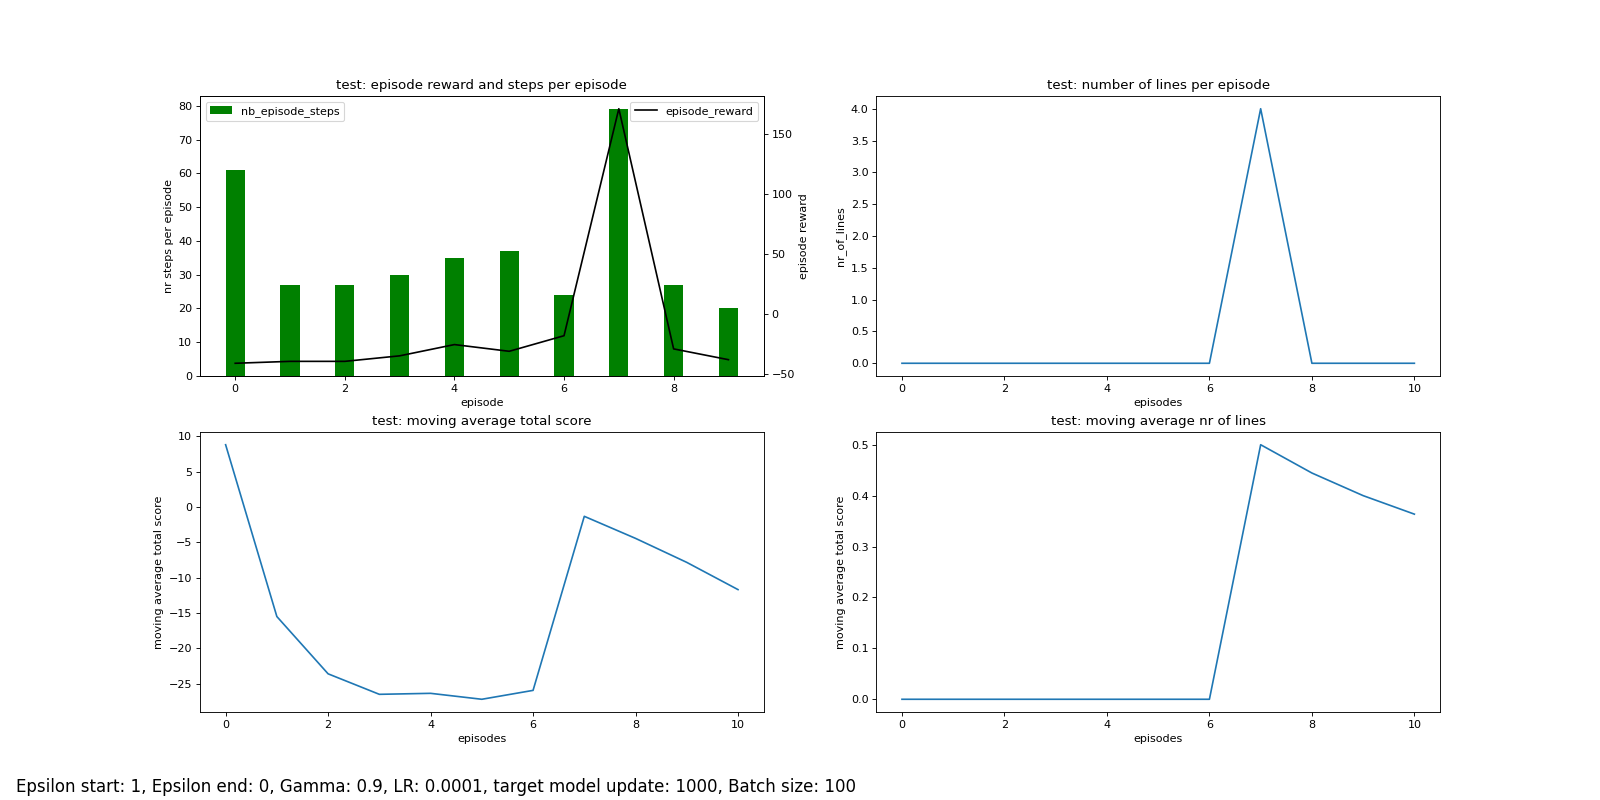 test: episode reward and steps per episode
nb_episode_steps
episode_reward
80
70
60
50
40
30
20
10
0
nr steps per episode
150
100
50
0
−50
episode reward
0 2 4 6 8
episode
test: number of lines per episode
4.0
3.5
3.0
2.5
2.0
1.5
1.0
0.5
0.0
nr_of_lines
0 2 4 6 8 10
episodes
test: moving average total score
10
5
0
−5
−10
−15
−20
−25
moving average total score
0 2 4 6 8 10
episodes
test: moving average nr of lines
0.5
0.4
0.3
0.2
0.1
0.0
moving average total score
0 2 4 6 8 10
episodes
Epsilon start: 1, Epsilon end: 0, Gamma: 0.9, LR: 0.0001, target model update: 1000, Batch size: 100